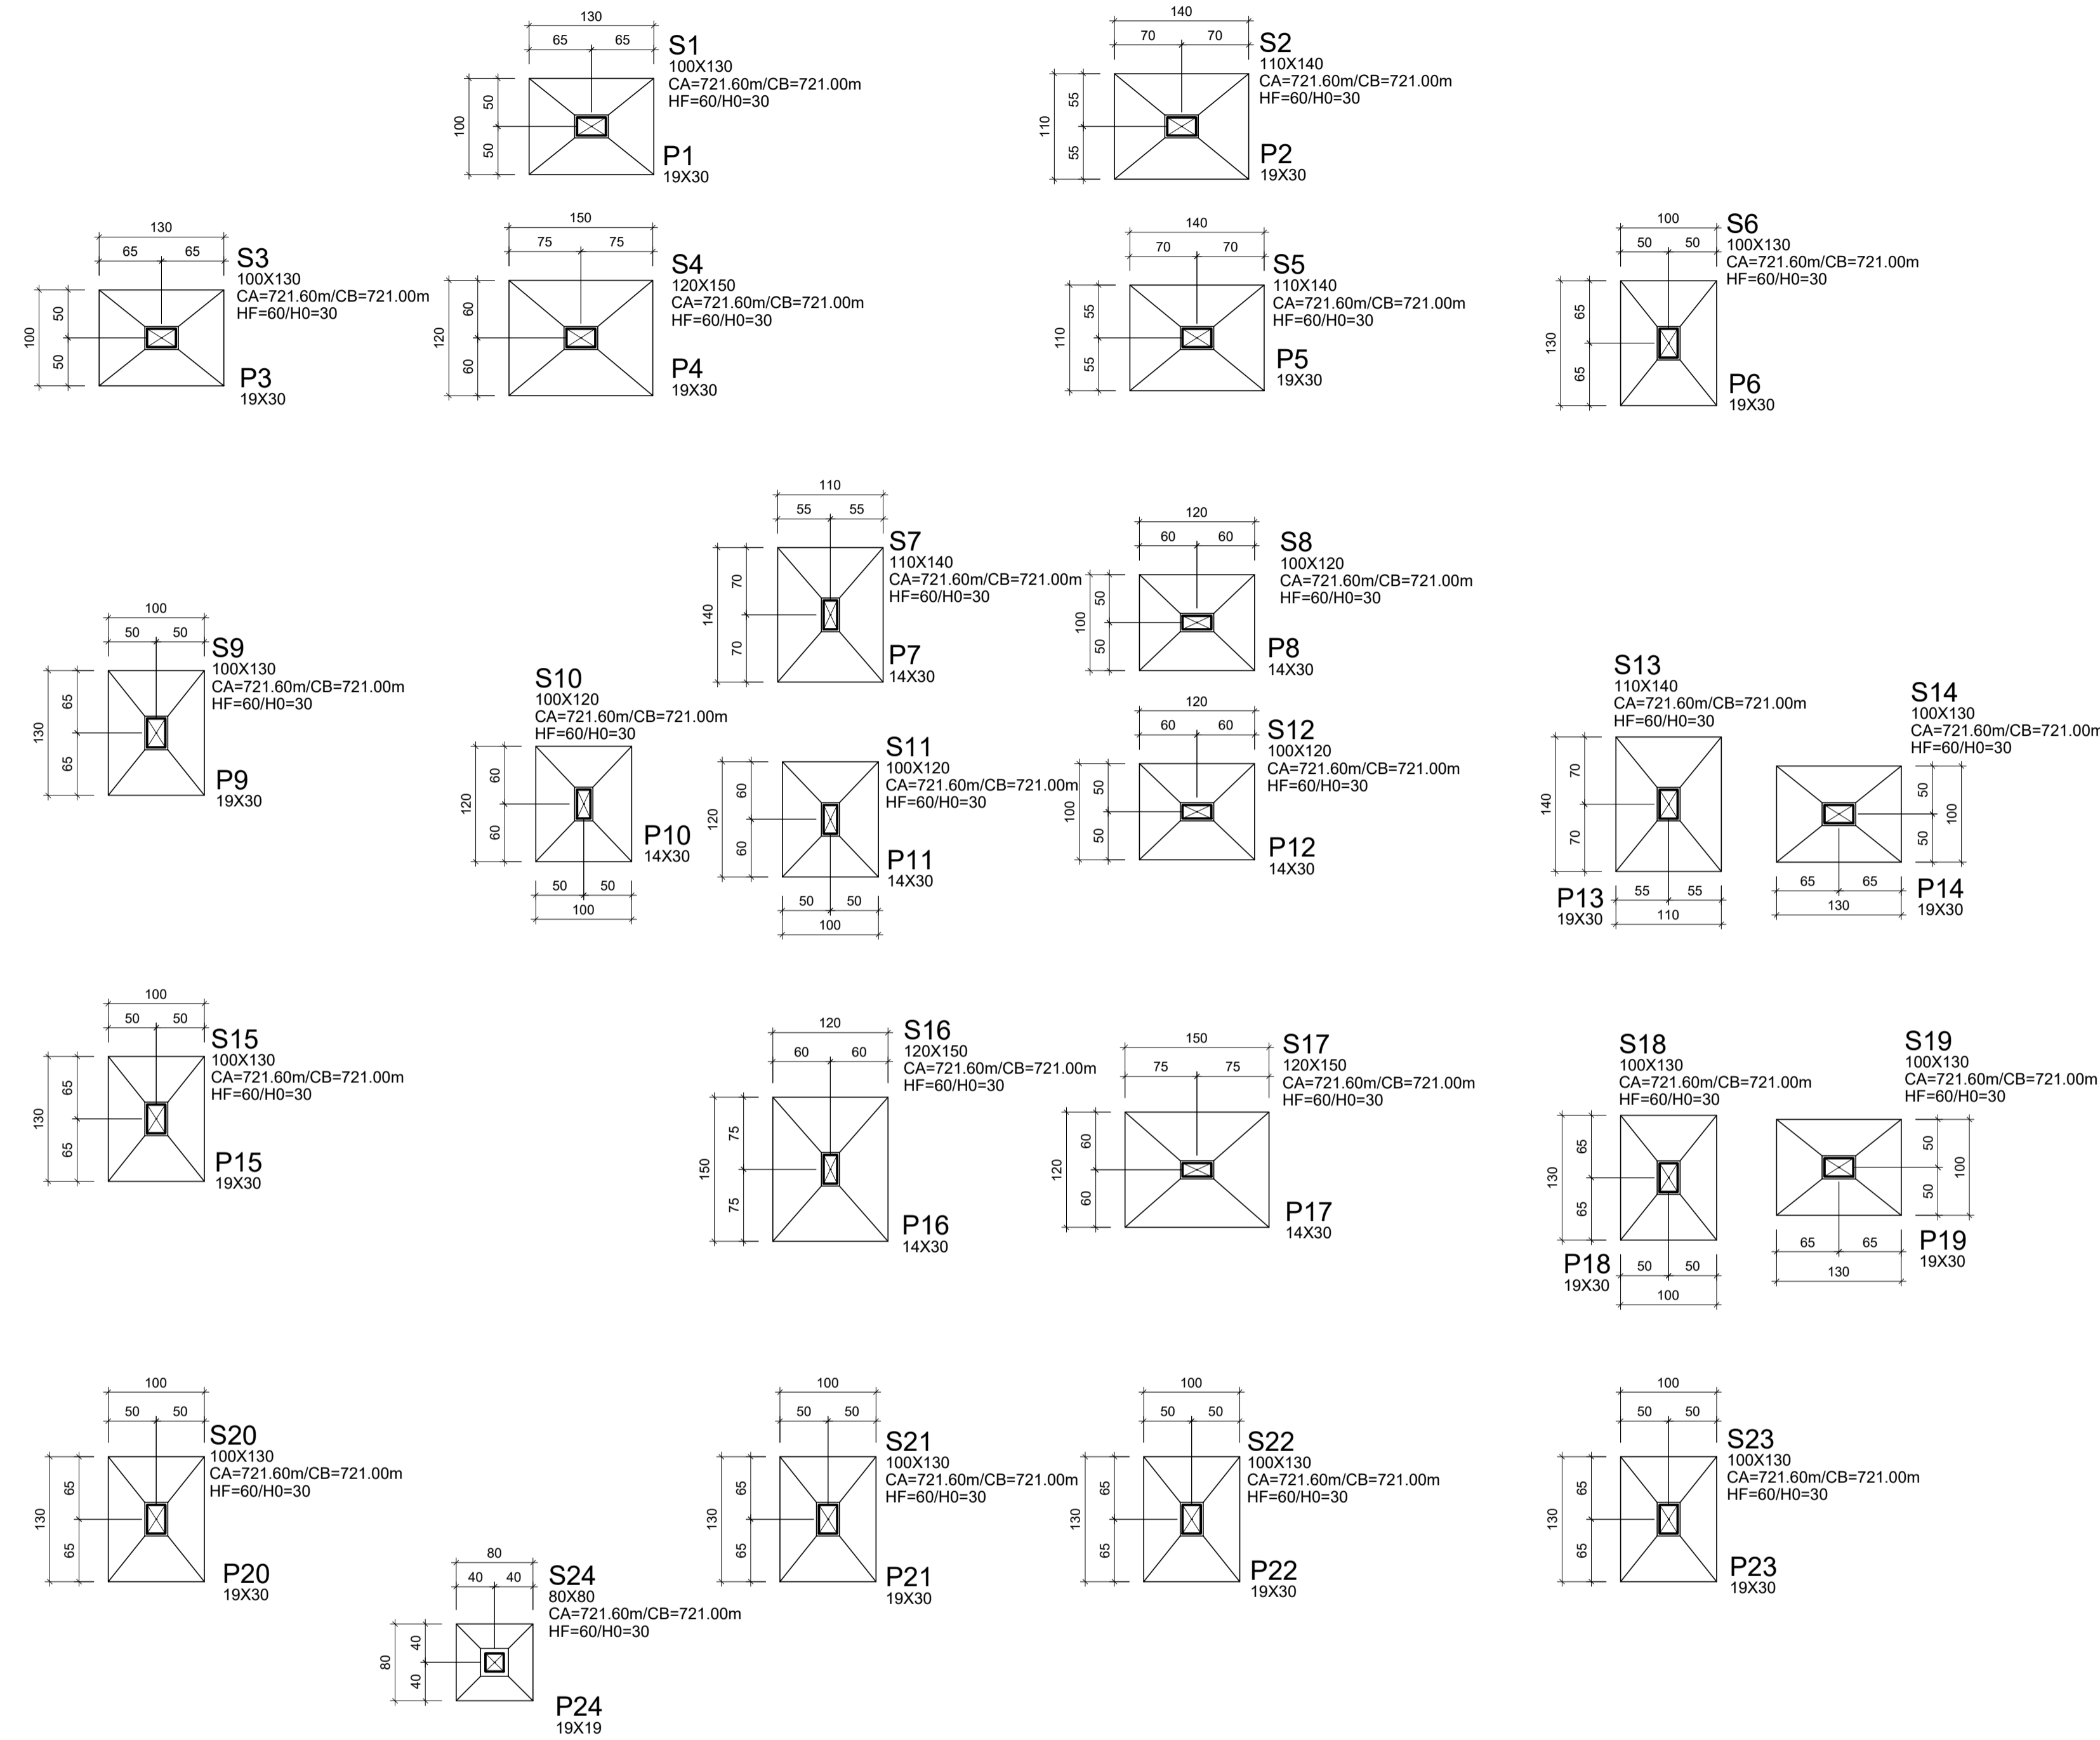 130
65 65
S1
100X130
CA=721.60m/CB=721.00m
HF=60/H0=30
100
50
50
P1
19X30
140
70 70
S2
110X140
CA=721.60m/CB=721.00m
HF=60/H0=30
110
55
55
P2
19X30
130
65 65
S3
100X130
CA=721.60m/CB=721.00m
HF=60/H0=30
100
50
50
P3
19X30
150
75 75
S4
120X150
CA=721.60m/CB=721.00m
HF=60/H0=30
120
60
60
P4
19X30
140
70 70
S5
110X140
CA=721.60m/CB=721.00m
HF=60/H0=30
110
55
55
P5
19X30
100
50 50
S6
100X130
CA=721.60m/CB=721.00m
HF=60/H0=30
130
65
65
P6
19X30
110
55 55
S7
110X140
CA=721.60m/CB=721.00m
HF=60/H0=30
140
70
70
P7
14X30
120
60 60
S8
100X120
CA=721.60m/CB=721.00m
HF=60/H0=30
100
50
50
P8
14X30
100
50 50
S9
100X130
CA=721.60m/CB=721.00m
HF=60/H0=30
130
65
65
P9
19X30
S10
100X120
CA=721.60m/CB=721.00m
HF=60/H0=30
120
60
60
P10
14X30
50 50
100
S11
100X120
CA=721.60m/CB=721.00m
HF=60/H0=30
120
60
60
P11
14X30
50 50
100
120
60 60
S12
100X120
CA=721.60m/CB=721.00m
HF=60/H0=30
100
50
50
P12
14X30
S13
110X140
CA=721.60m/CB=721.00m
HF=60/H0=30
140
70
70
P13
19X30
55 55
110
S14
100X130
CA=721.60m/CB=721.00m
HF=60/H0=30
50
50
100
65 65
130
P14
19X30
100
50 50
S15
100X130
CA=721.60m/CB=721.00m
HF=60/H0=30
130
65
65
P15
19X30
120
60 60
S16
120X150
CA=721.60m/CB=721.00m
HF=60/H0=30
150
75
75
P16
14X30
150
75 75
S17
120X150
CA=721.60m/CB=721.00m
HF=60/H0=30
120
60
60
P17
14X30
S18
100X130
CA=721.60m/CB=721.00m
HF=60/H0=30
130
65
65
P18
19X30
50 50
100
S19
100X130
CA=721.60m/CB=721.00m
HF=60/H0=30
50
50
100
65 65
130
P19
19X30
100
50 50
S20
100X130
CA=721.60m/CB=721.00m
HF=60/H0=30
130
65
65
P20
19X30
100
50 50
S21
100X130
CA=721.60m/CB=721.00m
HF=60/H0=30
130
65
65
P21
19X30
100
50 50
S22
100X130
CA=721.60m/CB=721.00m
HF=60/H0=30
130
65
65
P22
19X30
100
50 50
S23
100X130
CA=721.60m/CB=721.00m
HF=60/H0=30
130
65
65
P23
19X30
80
40 40
S24
80X80
CA=721.60m/CB=721.00m
HF=60/H0=30
80
40
40
P24
19X19